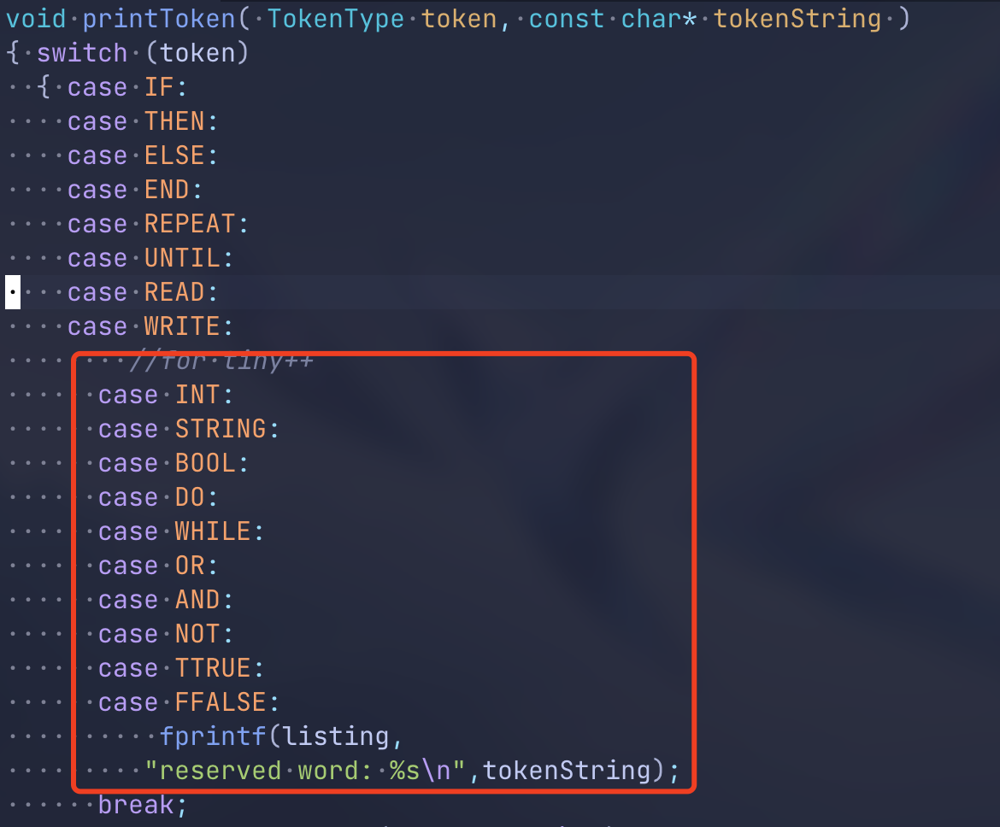 void printToken( TokenType token, const char* tokenString )
{ switch (token)
  { case IF:
    case THEN:
    case ELSE:
    case END:
    case REPEAT:
    case UNTIL:
    case READ:
    case WRITE:
        //for tiny++
      case INT:
      case STRING:
      case BOOL:
      case DO:
      case WHILE:
      case OR:
      case AND:
      case NOT:
      case TTRUE:
      case FFALSE:
          fprintf(listing,
         "reserved word: %s\n",tokenString);
      break;